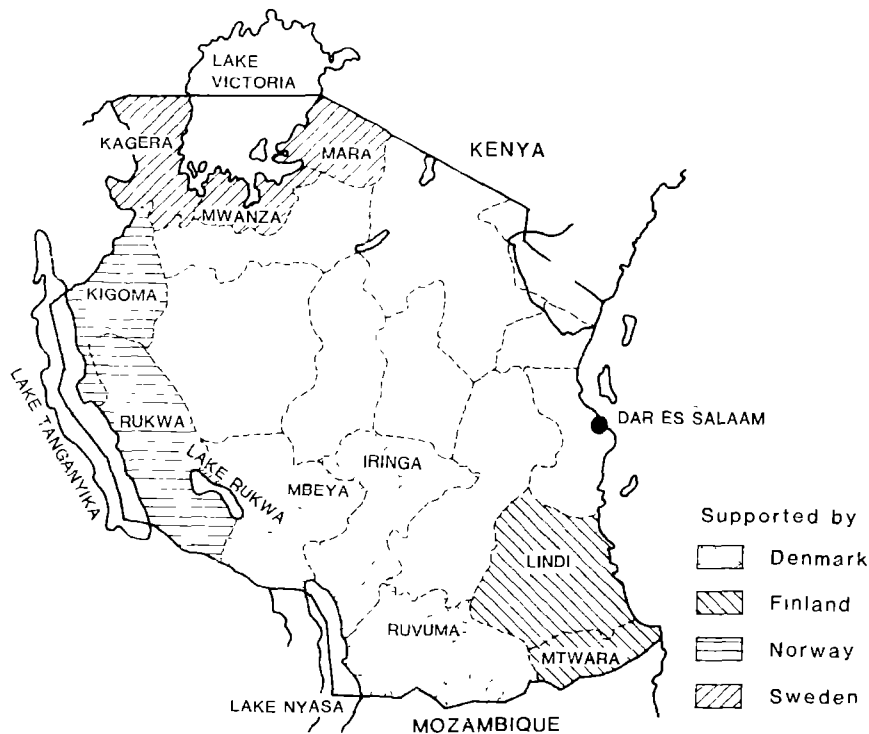 LAKE
VICTORIA
KAGERA
MARA
KENYA
MWANZA
KIGOMA
LAKE TANGANYIKA
RUKWA
DAR ES SALAAM
LAKE RUKWA
IRINGA
MBEYA
Supported by
Denmark
LINDI
Finland
RUVUMA
Norway
MTWARA
Sweden
LAKE NYASA
MOZAMBIQUE